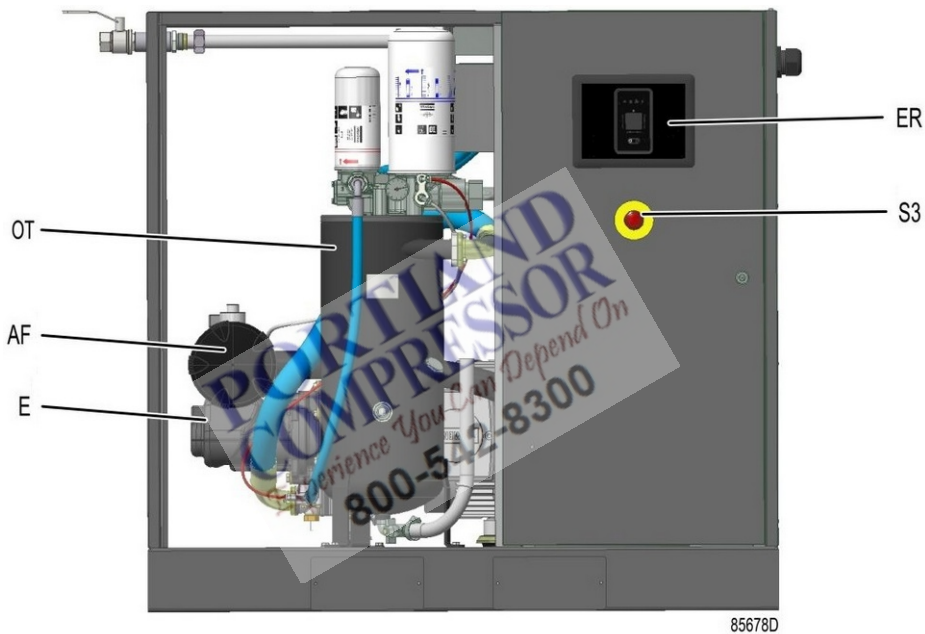 ER
S3
OT
AF
E
PORTLAND
COMPRESSOR
Experience You Can Depend On
800-542-8300
85678D